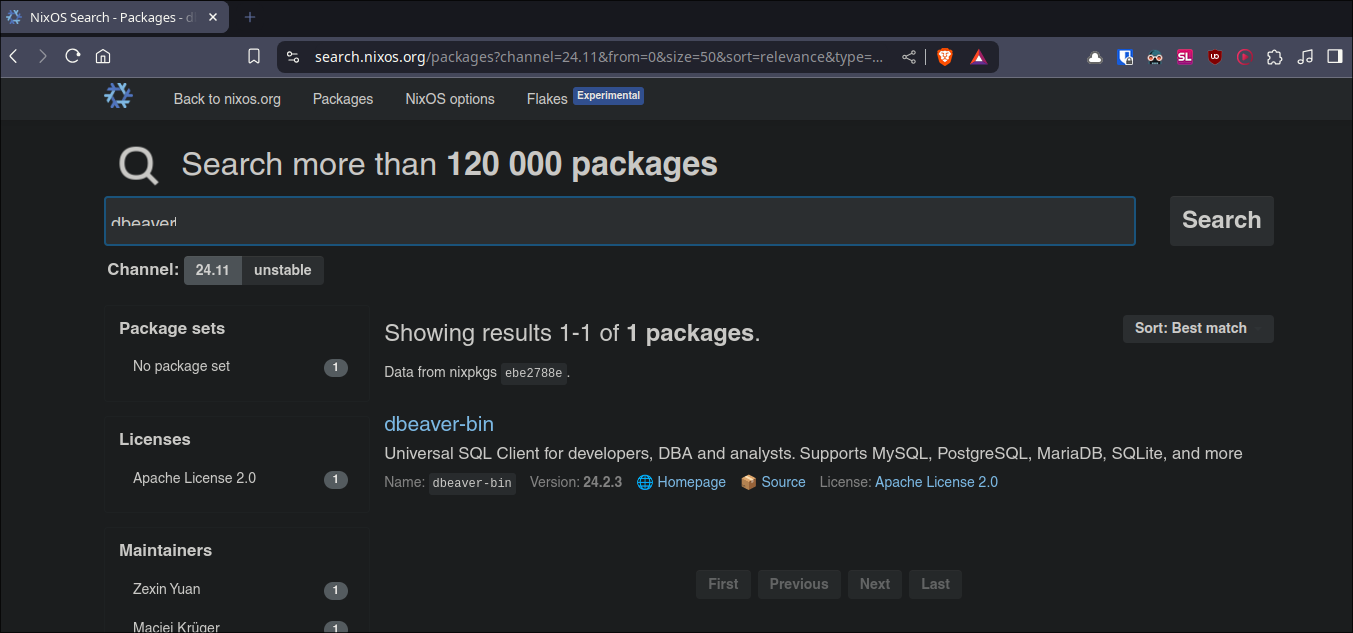 NixOS Search - Packages - d
search.nixos.org/packages?channel=24.11&from=0&size=50&sort=relevance&type=...
SL
Back to nixos.org Packages NixOS options Flakes Experimental
Search more than 120 000 packages
dbeaver
Search
Channel: 24.11 unstable
Package sets
No package set 1
Licenses
Apache License 2.0 1
Maintainers
Zexin Yuan 1
Maciej Krüger 1
Showing results 1-1 of 1 packages.
Sort: Best match
Data from nixpkgs ebe2788e.
dbeaver-bin
Universal SQL Client for developers, DBA and analysts. Supports MySQL, PostgreSQL, MariaDB, SQLite, and more
Name: dbeaver-bin Version: 24.2.3 Homepage Source License: Apache License 2.0
First Previous Next Last